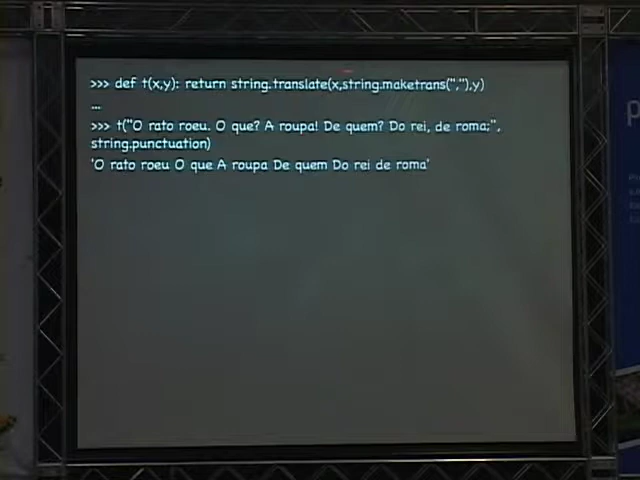 >>> def t(x,y): return string.translate(x,string.maketrans("",""),y)
...
>>> t("O rato roeu. O que? A roupa! De quem? Do rei, de roma;",
string.punctuation)
'O rato roeu O que A roupa De quem Do rei de roma'
p